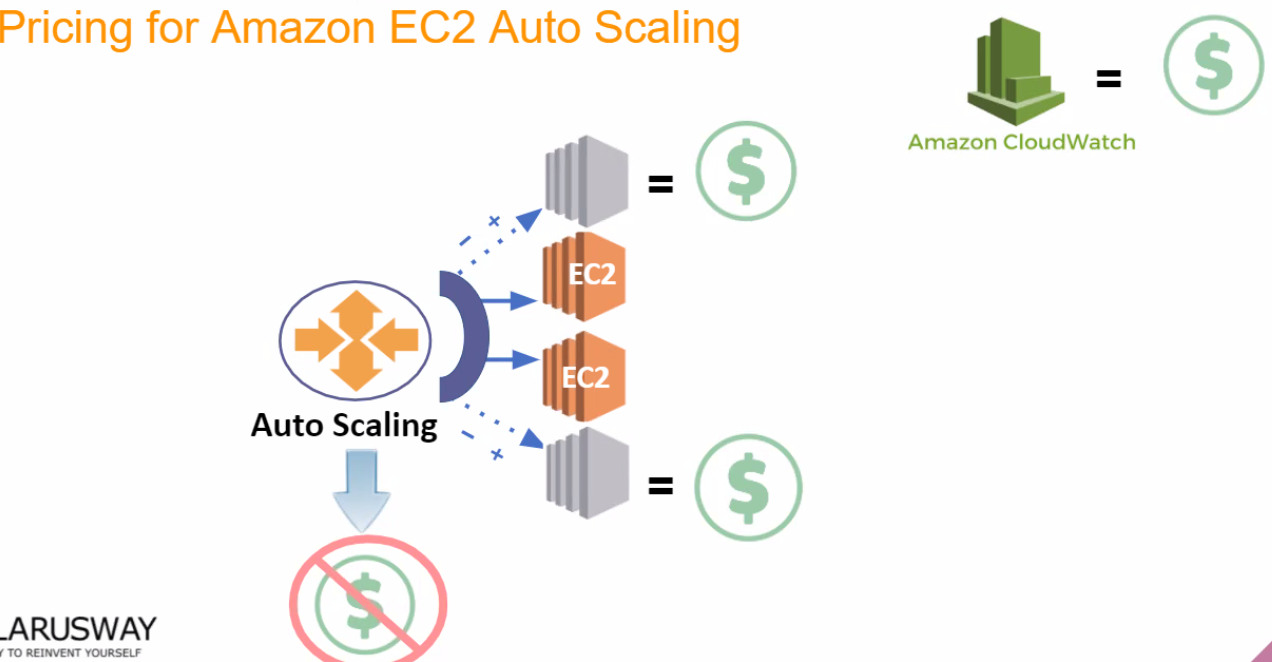 Pricing for Amazon EC2 Auto Scaling
$
=
Amazon CloudWatch
$
=
EC2
EC2
Auto Scaling
$
=
$
LARUSWAY
Y TO REINVENT YOURSELF